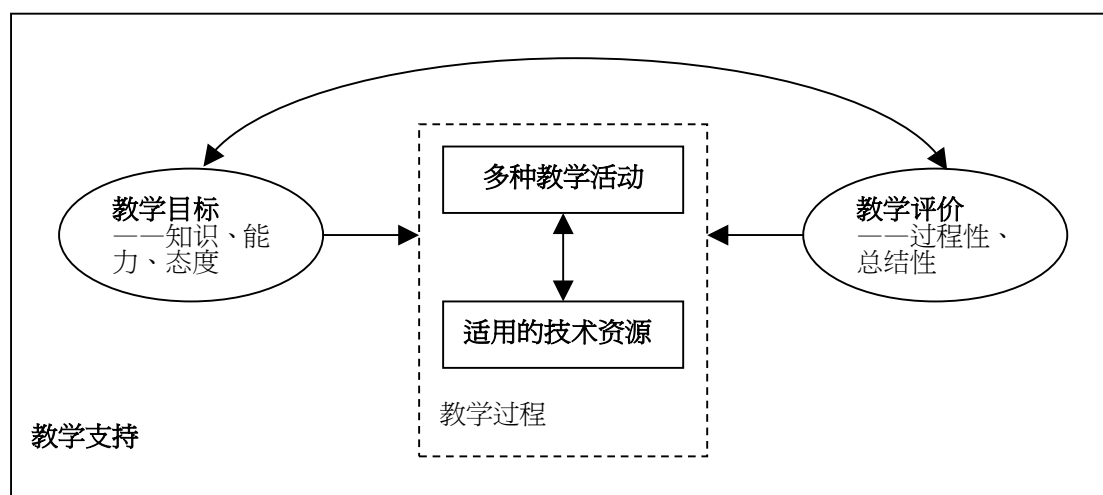 多种教学活动
教学目标
——知识、能
力、态度
教学评价
——过程性、
总结性
适用的技术资源
教学过程
教学支持